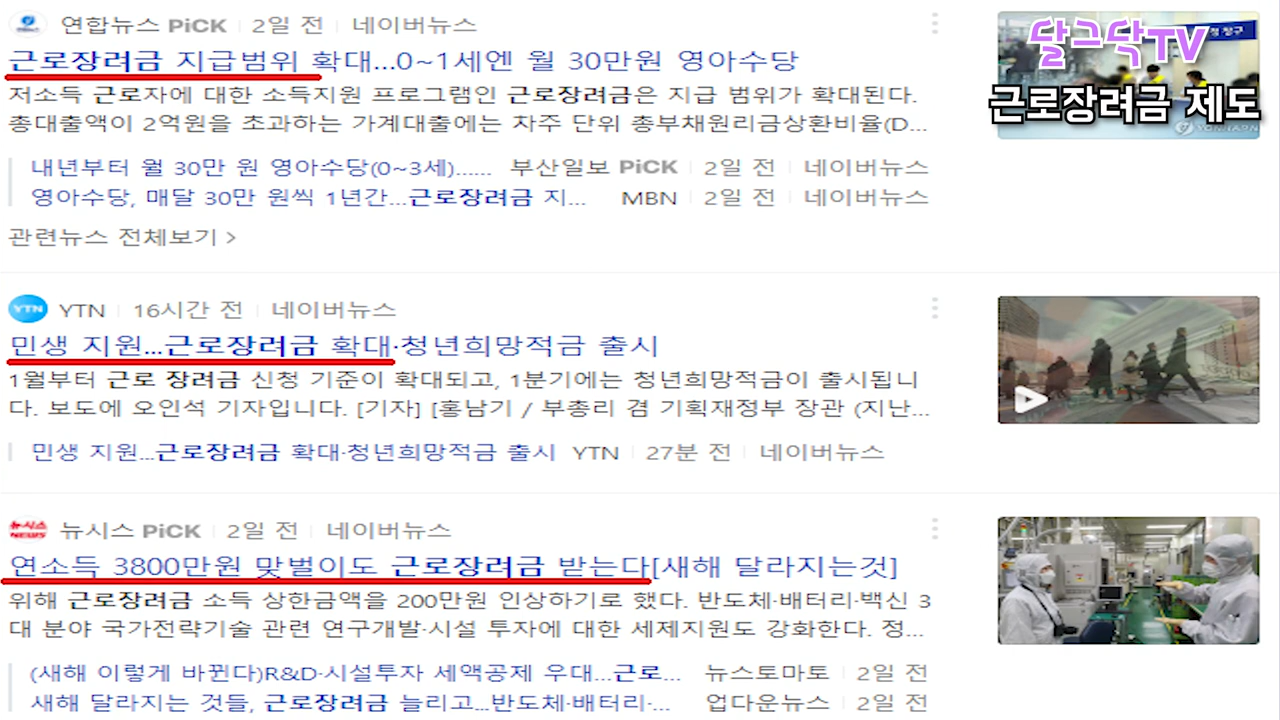 연합뉴스 PiCK 2일 전 네이버뉴스
근로장려금 지급범위 확대...0~1세엔 월 30만원 영아수당
저소득 근로자에 대한 소득지원 프로그램인 근로장려금은 지급 범위가 확대된다.
총대출액이 2억원을 초과하는 가계대출에는 차주 단위 총부채원리금상환비율(D...
내년부터 월 30만 원 영아수당(0~3세)...... 부산일보 PiCK 2일 전 네이버뉴스
영아수당, 매달 30만 원씩 1년간...근로장려금 지... MBN 2일 전 네이버뉴스
관련뉴스 전체보기 >
달그닥TV
근로장려금 제도
YONHAPN
YTN YTN 16시간 전 네이버뉴스
민생 지원...근로장려금 확대·청년희망적금 출시
1월부터 근로 장려금 신청 기준이 확대되고, 1분기에는 청년희망적금이 출시됩니
다. 보도에 오인석 기자입니다. [기자] [홍남기 / 부총리 겸 기획재정부 장관 (지난...
민생 지원...근로장려금 확대·청년희망적금 출시 YTN 27분 전 네이버뉴스
뉴시스 NEWS 뉴시스 PiCK 2일 전 네이버뉴스
연소득 3800만원 맞벌이도 근로장려금 받는다[새해 달라지는것]
위해 근로장려금 소득 상한금액을 200만원 인상하기로 했다. 반도체·배터리·백신 3
대 분야 국가전략기술 관련 연구개발·시설 투자에 대한 세제지원도 강화한다. 정...
(새해 이렇게 바뀐다)R&D·시설투자 세액공제 우대...근로... 뉴스토마토 2일 전
새해 달라지는 것들, 근로장려금 늘리고...반도체·배터리·... 업다운뉴스 2일 전